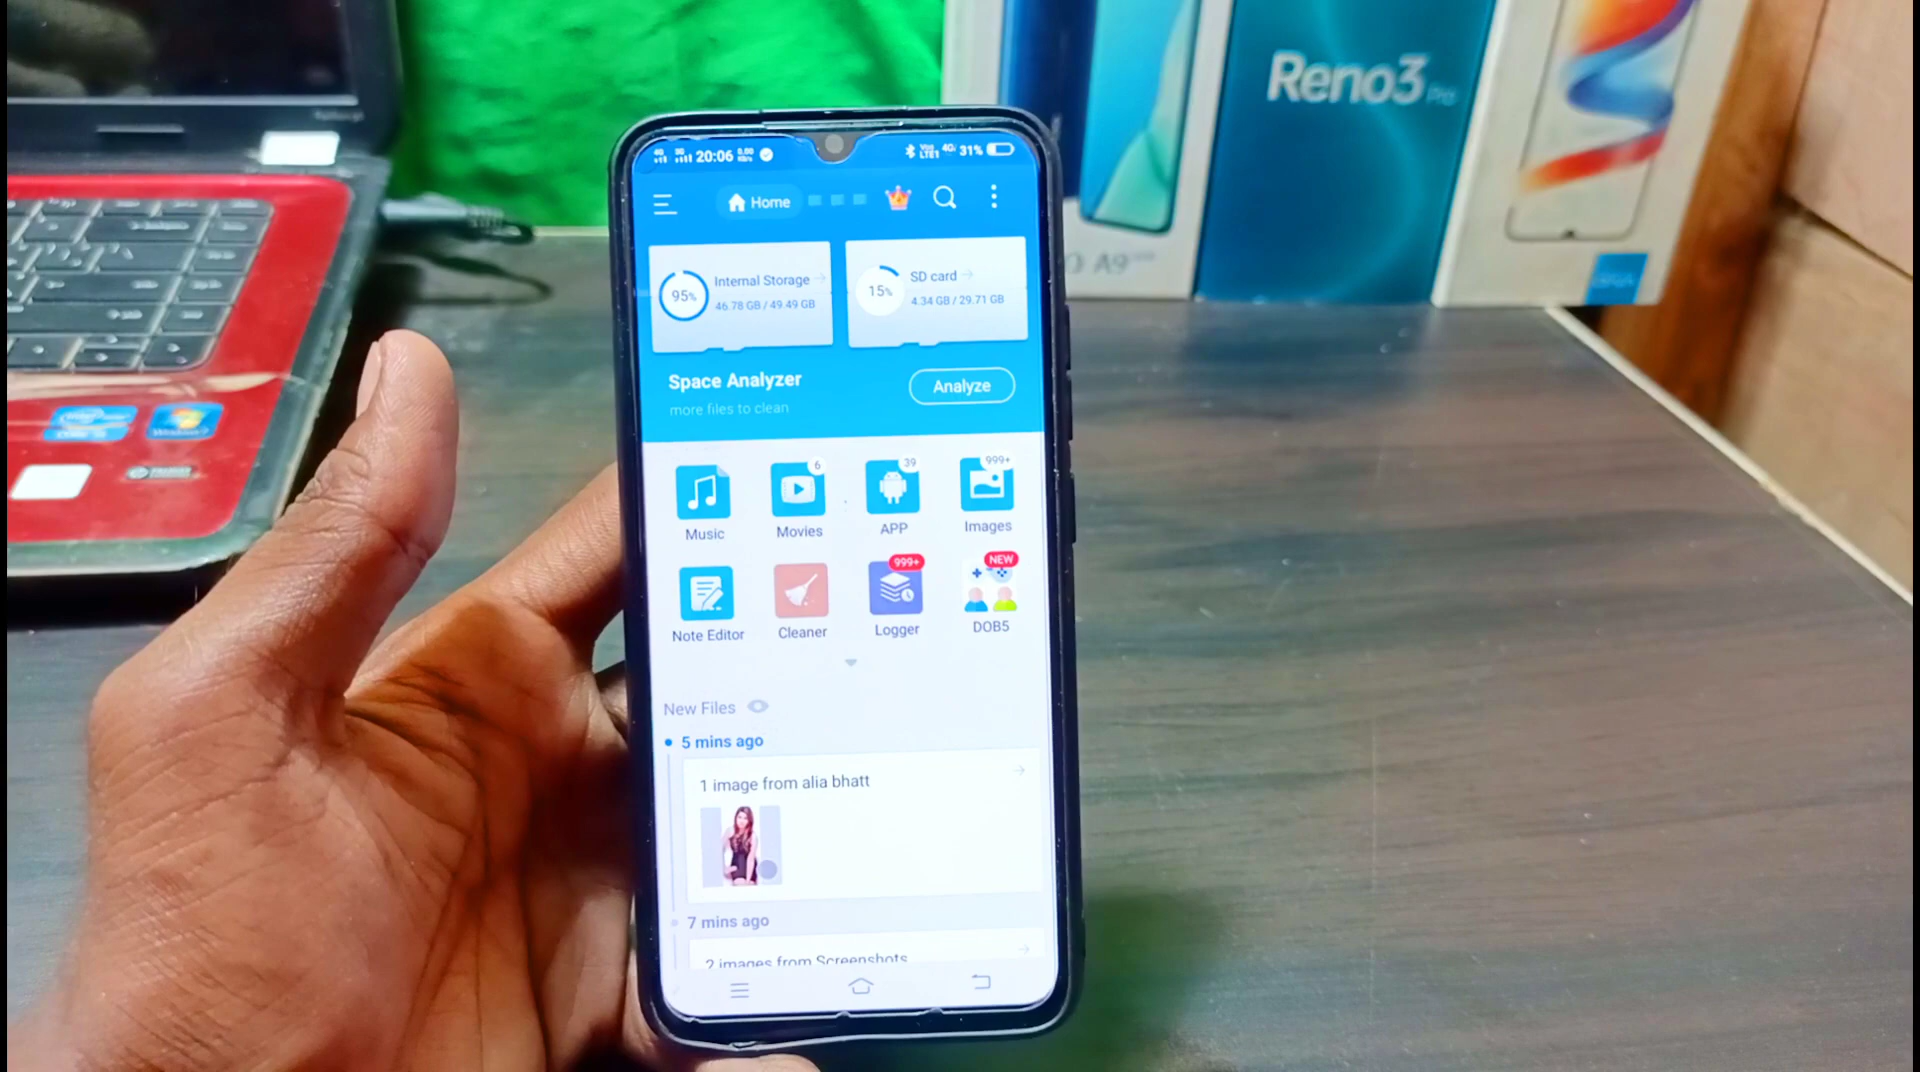 Reno3 Pro
A9
20:06
31%
Home
Internal Storage
95%
46.78 GB / 49.49 GB
SD card
15%
4.34 GB / 29.71 GB
Space Analyzer
Analyze
more files to clean
6
39
999+
Music
Movies
APP
Images
999+
NEW
Note Editor
Cleaner
Logger
DOB5
New Files
5 mins ago
1 image from alia bhatt
7 mins ago
2 images from Screenshots